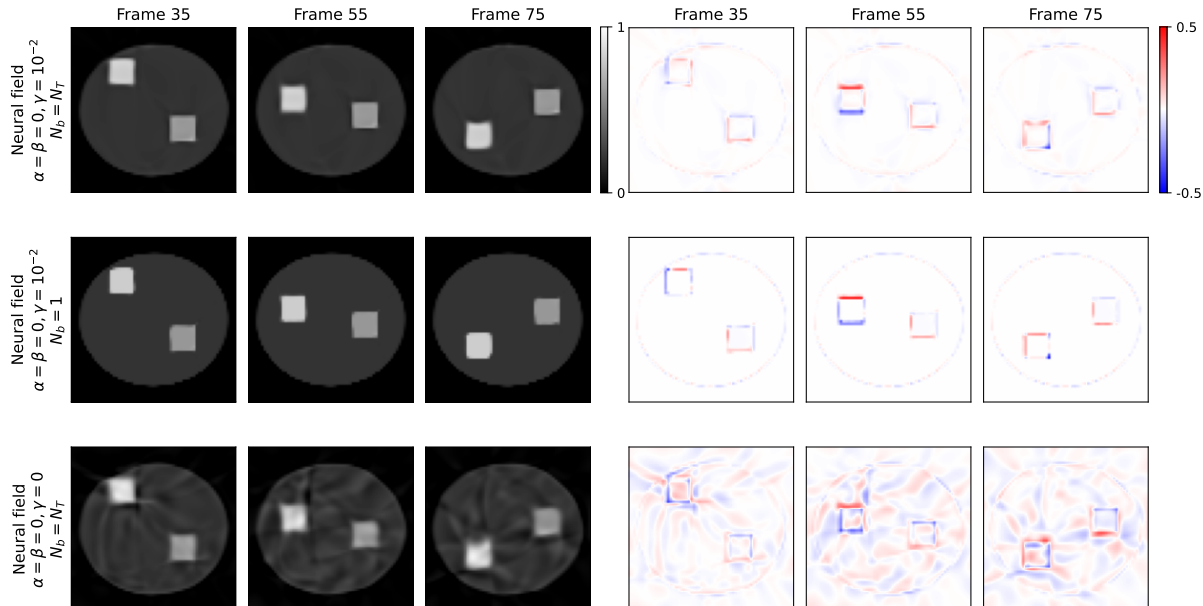 Frame 35 Frame 55 Frame 75 Frame 35 Frame 55 Frame 75
Neural field
α = β = 0, γ = 10⁻²
N_b = N_T
1
0
0.5
-0.5
Neural field
α = β = 0, γ = 10⁻²
N_b = 1
Neural field
α = β = 0, γ = 0
N_b = N_T